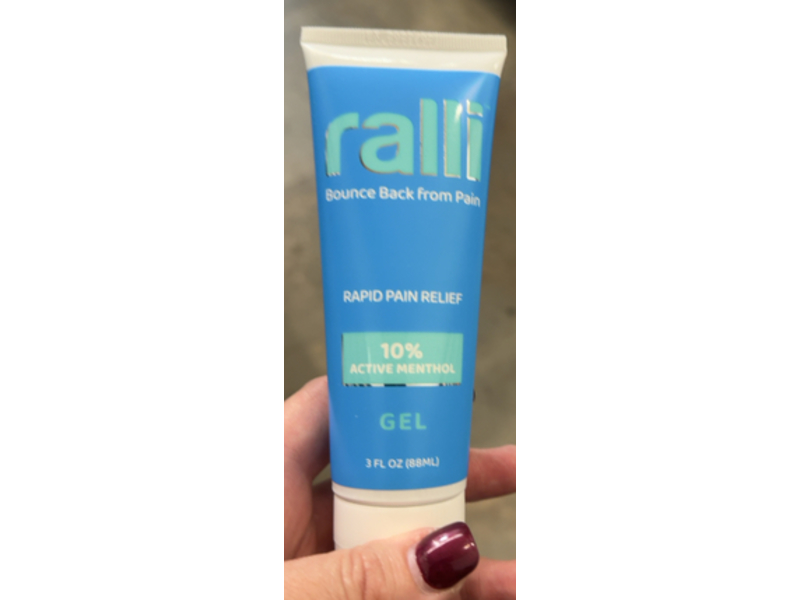 ralli
Bounce Back from Pain
RAPID PAIN RELIEF
10%
ACTIVE MENTHOL
GEL
3 FL OZ (88ML)